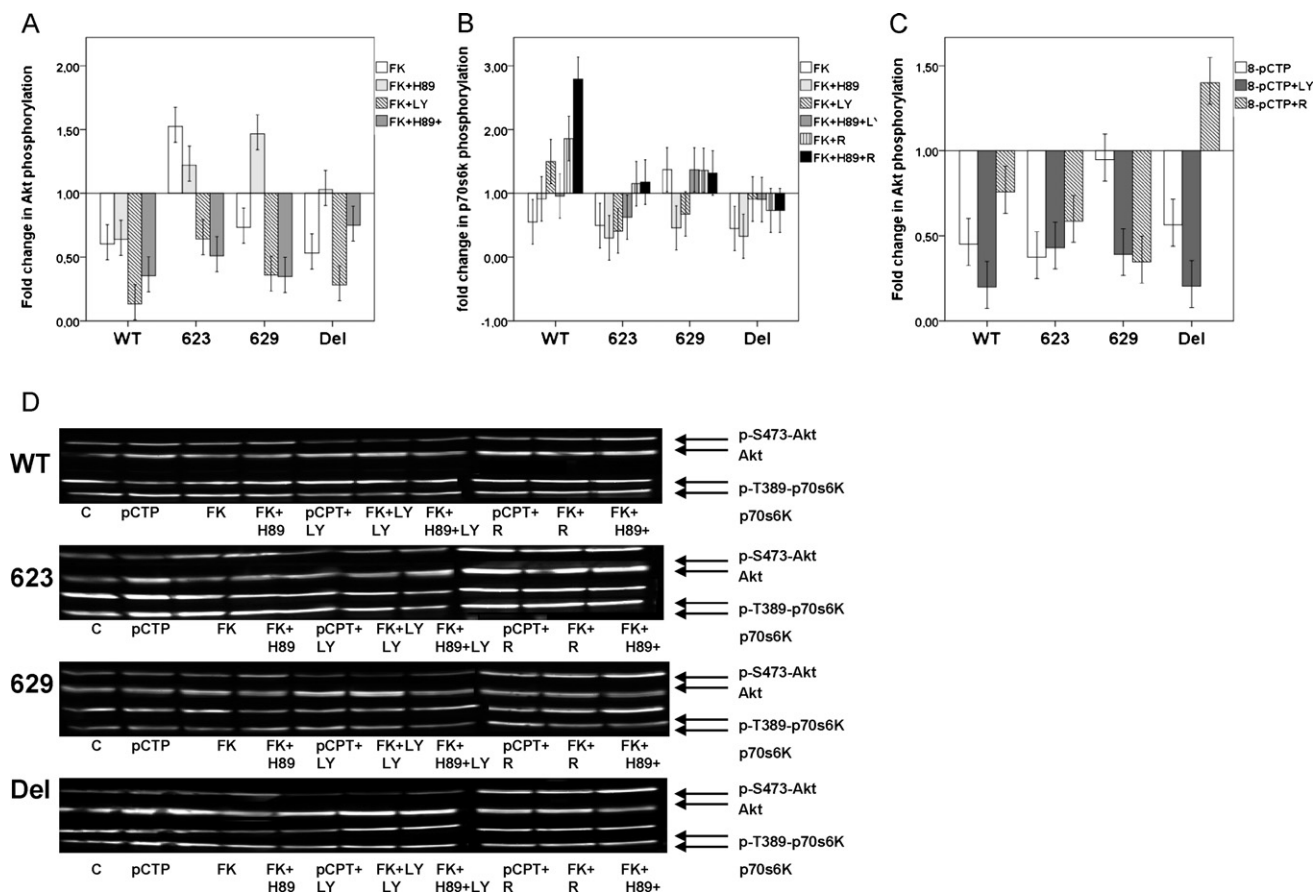 A
Fold change in Akt phosphorylation
2.00
1.50
1.00
0.50
0.00
WT 623 629 Del
FK
FK+H89
FK+LY
FK+H89+
B
fold change in p70s6k phosphorylation
3.00
2.00
1.00
0.00
-1.00
WT 623 629 Del
FK
FK+H89
FK+LY
FK+H89+L
FK+R
FK+H89+R
C
Fold change in Akt phosphorylation
1.50
1.00
0.50
0.00
WT 623 629 Del
8-pCTP
8-pCTP+LY
8-pCTP+R
D
WT
p-S473-Akt
Akt
p-T389-p70s6K
p70s6K
C pCTP FK FK+ pCPT+ FK+LY FK+ pCPT+ FK+ FK+
H89 LY LY H89+LY R R H89+
623
p-S473-Akt
Akt
p-T389-p70s6K
p70s6K
C pCTP FK FK+ pCPT+ FK+LY FK+ pCPT+ FK+ FK+
H89 LY LY H89+LY R R H89+
629
p-S473-Akt
Akt
p-T389-p70s6K
p70s6K
C pCTP FK FK+ pCPT+ FK+LY FK+ pCPT+ FK+ FK+
H89 LY LY H89+LY R R H89+
Del
p-S473-Akt
Akt
p-T389-p70s6K
p70s6K
C pCTP FK FK+ pCPT+ FK+LY FK+ pCPT+ FK+ FK+
H89 LY LY H89+LY R R H89+